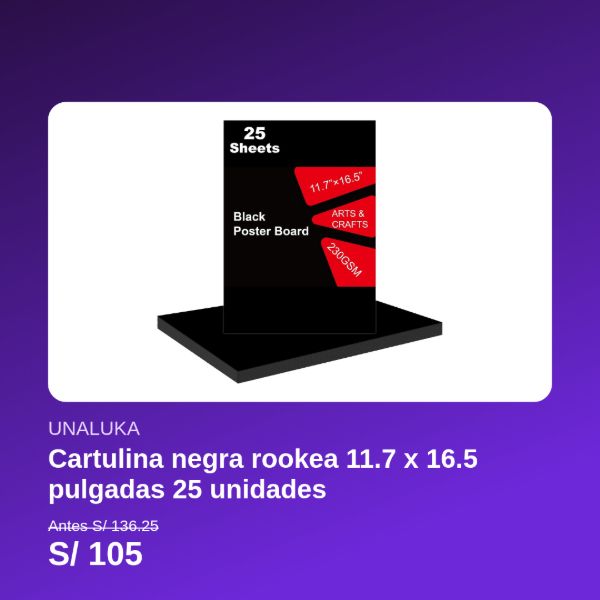 25
Sheets
11.7"×16.5"
Black
Poster Board
ARTS &
CRAFTS
230GSM
UNALUKA
Cartulina negra rookea 11.7 x 16.5
pulgadas 25 unidades
Antes S/ 136.25
S/ 105